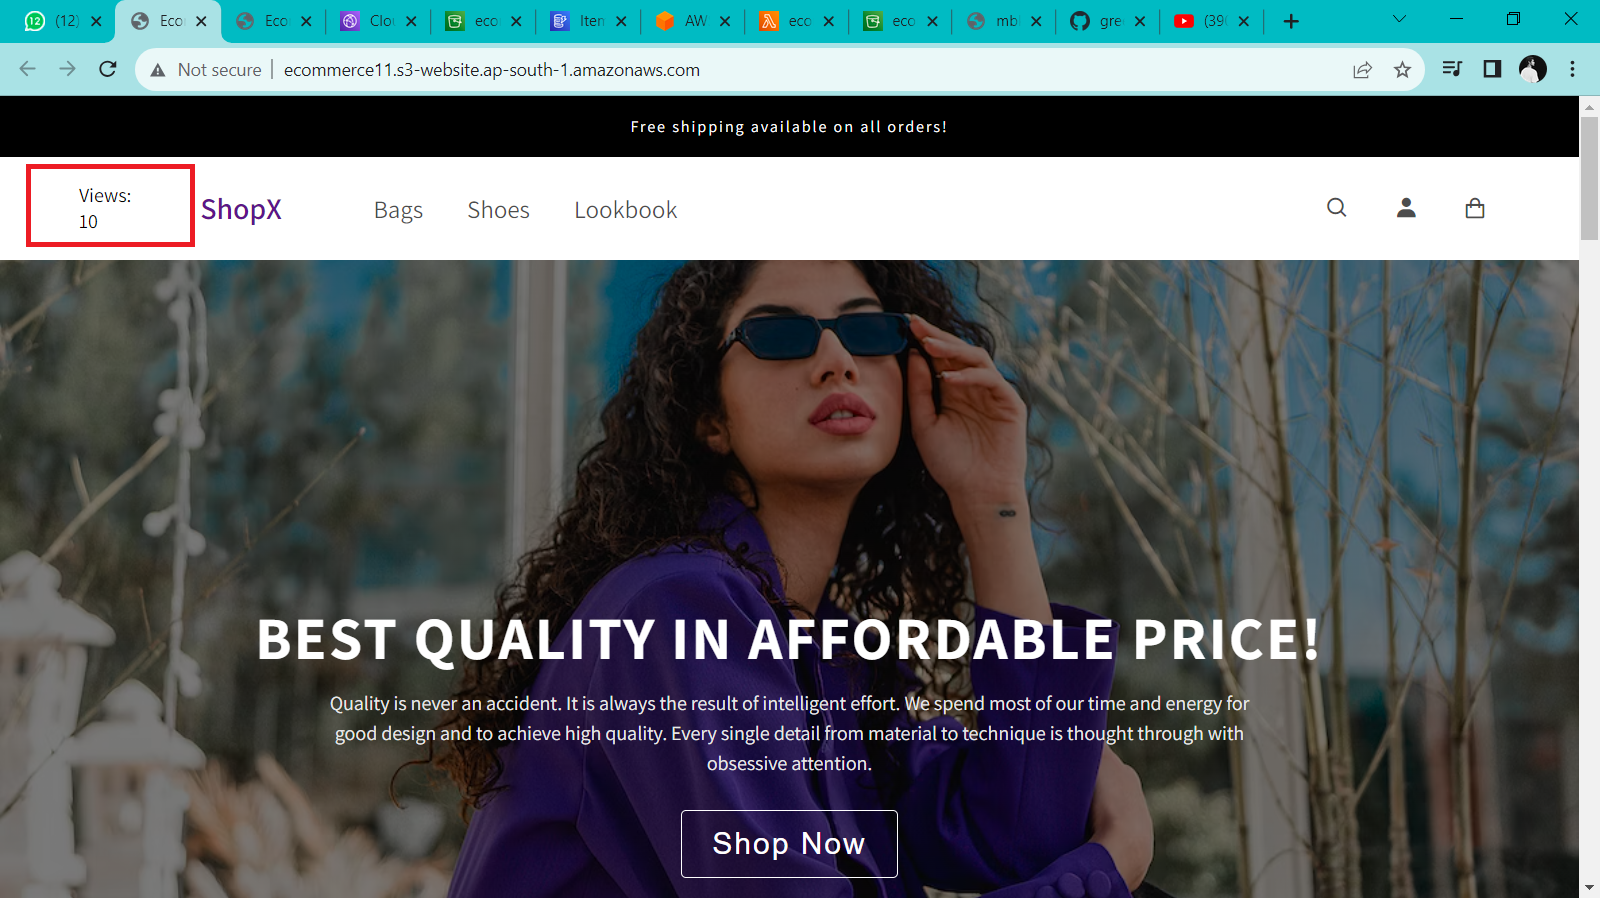 (12)
Eco
Eco
Clo
eco
Iten
AW
eco
eco
mbi
gre
(390
Not secure
ecommerce11.s3-website.ap-south-1.amazonaws.com
Free shipping available on all orders!
Views:
10
ShopX
Bags
Shoes
Lookbook
BEST QUALITY IN AFFORDABLE PRICE!
Quality is never an accident. It is always the result of intelligent effort. We spend most of our time and energy for
good design and to achieve high quality. Every single detail from material to technique is thought through with
obsessive attention.
Shop Now